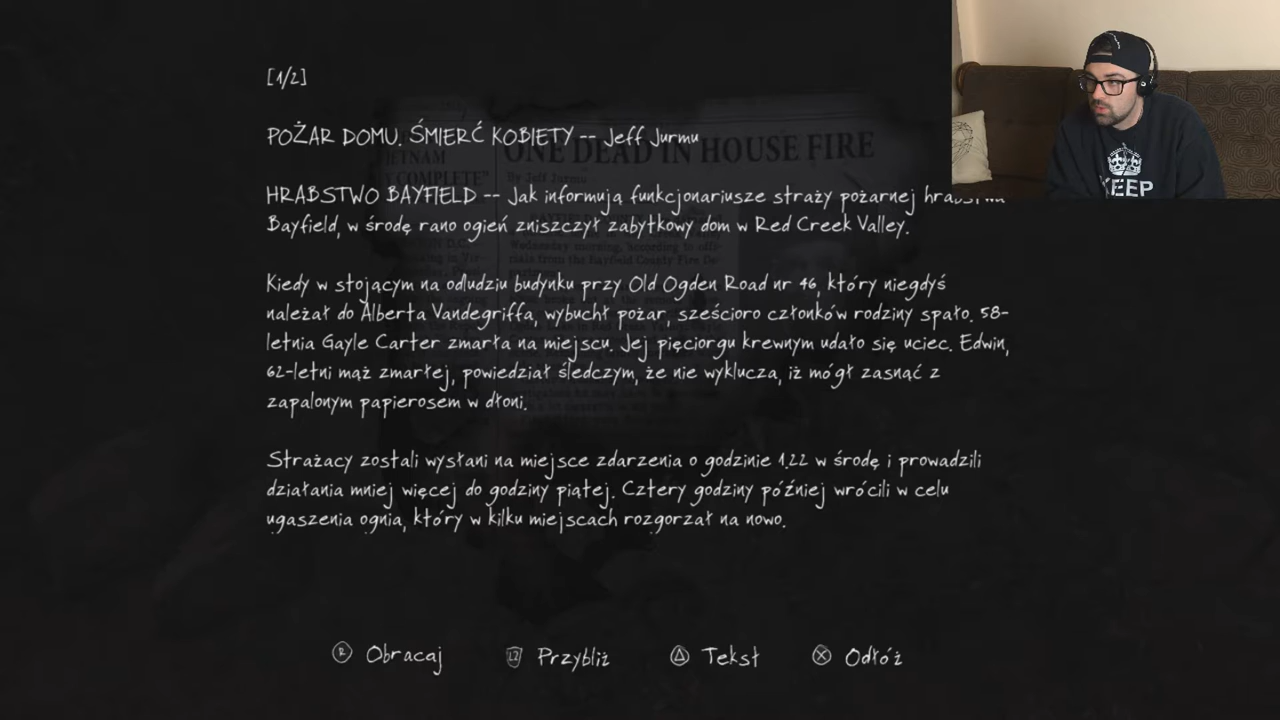 [1/2]
POŻAR DOMU. ŚMIERĆ KOBIETY -- Jeff Jurmu
ONE DEAD IN HOUSE FIRE
By Jeff Jurmu
HRABSTWO BAYFIELD -- Jak informują funkcjonariusze straży pożarnej
Bayfield, w środę rano ogień zniszczył zabytkowy dom w Red Creek Valley.
Kiedy w stojącym na odludziu budynku przy Old Ogden Road nr 46, który niegdyś
należał do Alberta Vandegriffa, wybuchł pożar, sześcioro członków rodziny spało. 58-
letnia Gayle Carter zmarła na miejscu. Jej pięciorgu krewnym udało się uciec. Edwin,
62-letni mąż zmarłej, powiedział śledczym, że nie wyklucza, iż mógł zasnąć z
zapalonym papierosem w dłoni.
Strażacy zostali wysłani na miejsce zdarzenia o godzinie 1.22 w środę i prowadzili
działania mniej więcej do godziny piątej. Cztery godziny później wrócili w celu
ugaszenia ognia, który w kilku miejscach rozgorzał na nowo.
R Obracaj L2 Przybliż Tekst Odłóż
KEEP